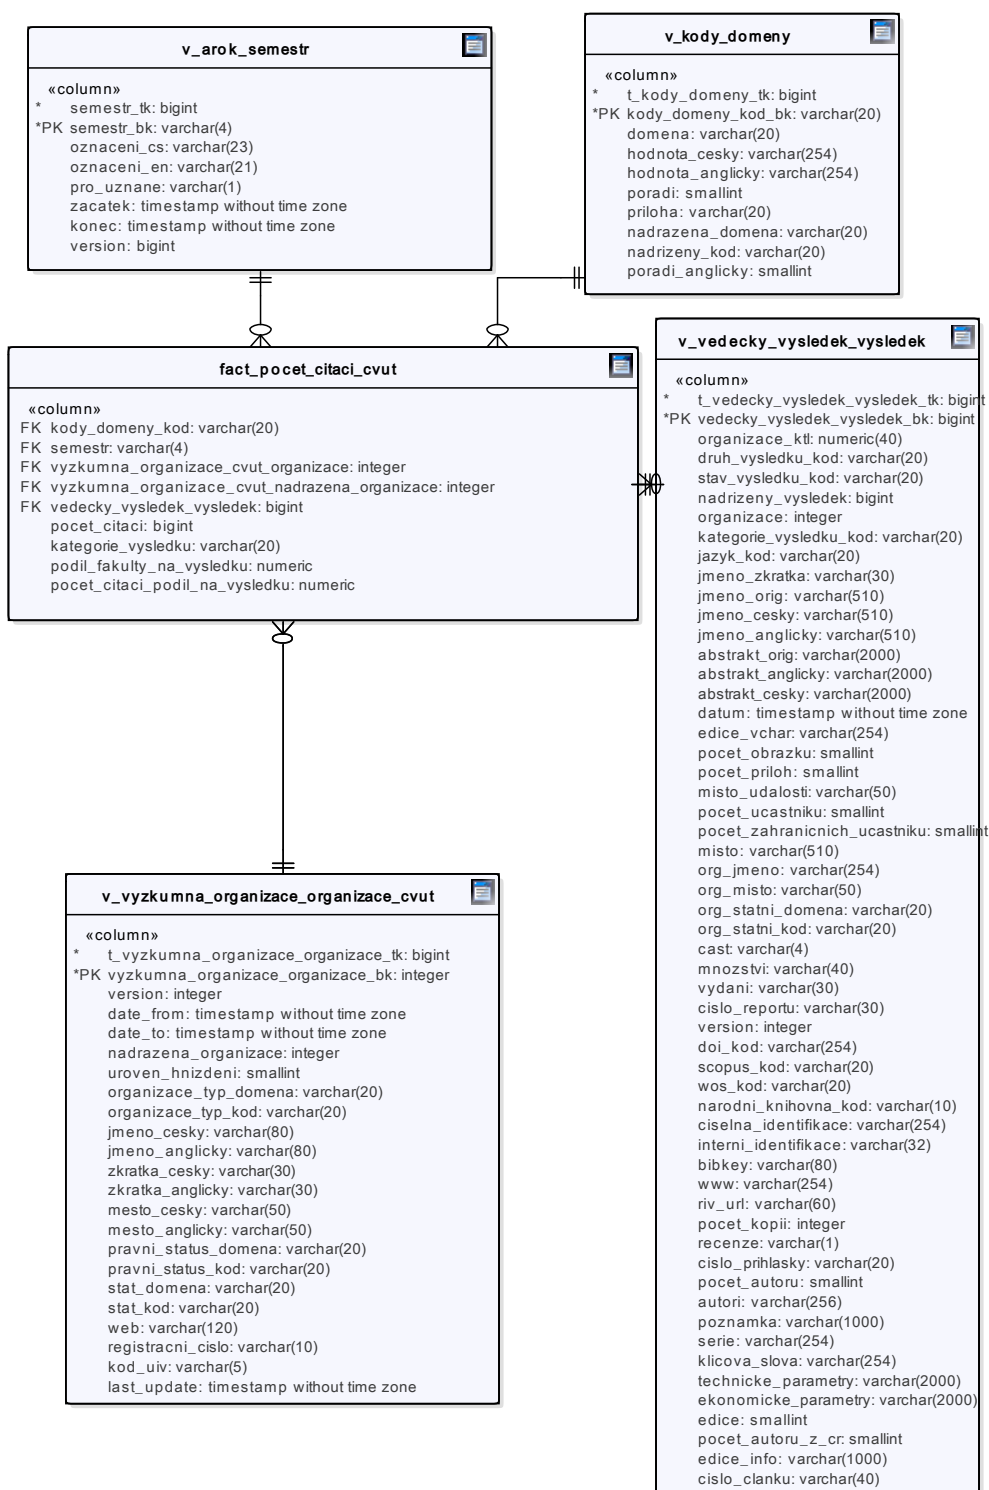 v_arok_semestr
«column»
* semestr_tk: bigint
*PK semestr_bk: varchar(4)
oznaceni_cs: varchar(23)
oznaceni_en: varchar(21)
pro_uznane: varchar(1)
zacatek: timestamp without time zone
konec: timestamp without time zone
version: bigint
v_kody_domeny
«column»
* t_kody_domeny_tk: bigint
*PK kody_domeny_kod_bk: varchar(20)
domena: varchar(20)
hodnota_cesky: varchar(254)
hodnota_anglicky: varchar(254)
poradi: smallint
priloha: varchar(20)
nadrazena_domena: varchar(20)
nadrizeny_kod: varchar(20)
poradi_anglicky: smallint
fact_pocet_citaci_cvut
«column»
FK kody_domeny_kod: varchar(20)
FK semestr: varchar(4)
FK vyzkumna_organizace_cvut_organizace: integer
FK vyzkumna_organizace_cvut_nadrazena_organizace: integer
FK vedecky_vysledek_vysledek: bigint
pocet_citaci: bigint
kategorie_vysledku: varchar(20)
podil_fakulty_na_vysledku: numeric
pocet_citaci_podil_na_vysledku: numeric
v_vedecky_vysledek_vysledek
«column»
* t_vedecky_vysledek_vysledek_tk: bigint
*PK vedecky_vysledek_vysledek_bk: bigint
organizace_ktl: numeric(40)
druh_vysledku_kod: varchar(20)
stav_vysledku_kod: varchar(20)
nadrizeny_vysledek: bigint
organizace: integer
kategorie_vysledku_kod: varchar(20)
jazyk_kod: varchar(20)
jmeno_zkratka: varchar(30)
jmeno_orig: varchar(510)
jmeno_cesky: varchar(510)
jmeno_anglicky: varchar(510)
abstrakt_orig: varchar(2000)
abstrakt_anglicky: varchar(2000)
abstrakt_cesky: varchar(2000)
datum: timestamp without time zone
edice_vchar: varchar(254)
pocet_obrazku: smallint
pocet_priloh: smallint
misto_udalosti: varchar(50)
pocet_ucastniku: smallint
pocet_zahranicnich_ucastniku: smallint
misto: varchar(510)
org_jmeno: varchar(254)
org_misto: varchar(50)
org_statni_domena: varchar(20)
org_statni_kod: varchar(20)
cast: varchar(4)
mnozstvi: varchar(40)
vydani: varchar(30)
cislo_reportu: varchar(30)
version: integer
doi_kod: varchar(254)
scopus_kod: varchar(20)
wos_kod: varchar(20)
narodni_knihovna_kod: varchar(10)
ciselna_identifikace: varchar(254)
interni_identifikace: varchar(32)
bibkey: varchar(80)
www: varchar(254)
riv_url: varchar(60)
pocet_kopii: integer
recenze: varchar(1)
cislo_prihlasky: varchar(20)
pocet_autoru: smallint
autori: varchar(256)
poznamka: varchar(1000)
serie: varchar(254)
klicova_slova: varchar(254)
technicke_parametry: varchar(2000)
ekonomicke_parametry: varchar(2000)
edice: smallint
pocet_autoru_z_cr: smallint
edice_info: varchar(1000)
cislo_clanku: varchar(40)
v_vyzkumna_organizace_organizace_cvut
«column»
* t_vyzkumna_organizace_organizace_tk: bigint
*PK vyzkumna_organizace_organizace_bk: integer
version: integer
date_from: timestamp without time zone
date_to: timestamp without time zone
nadrazena_organizace: integer
uroven_hnizdeni: smallint
organizace_typ_domena: varchar(20)
organizace_typ_kod: varchar(20)
jmeno_cesky: varchar(80)
jmeno_anglicky: varchar(80)
zkratka_cesky: varchar(30)
zkratka_anglicky: varchar(30)
mesto_cesky: varchar(50)
mesto_anglicky: varchar(50)
pravni_status_domena: varchar(20)
pravni_status_kod: varchar(20)
stat_domena: varchar(20)
stat_kod: varchar(20)
web: varchar(120)
registracni_cislo: varchar(10)
kod_uiv: varchar(5)
last_update: timestamp without time zone